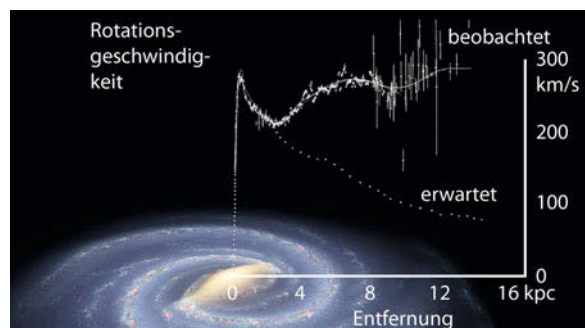 Rotations-
geschwindig-
keit
beobachtet
300
km/s
200
erwartet
100
0
0 4 8 12 16 kpc
Entfernung